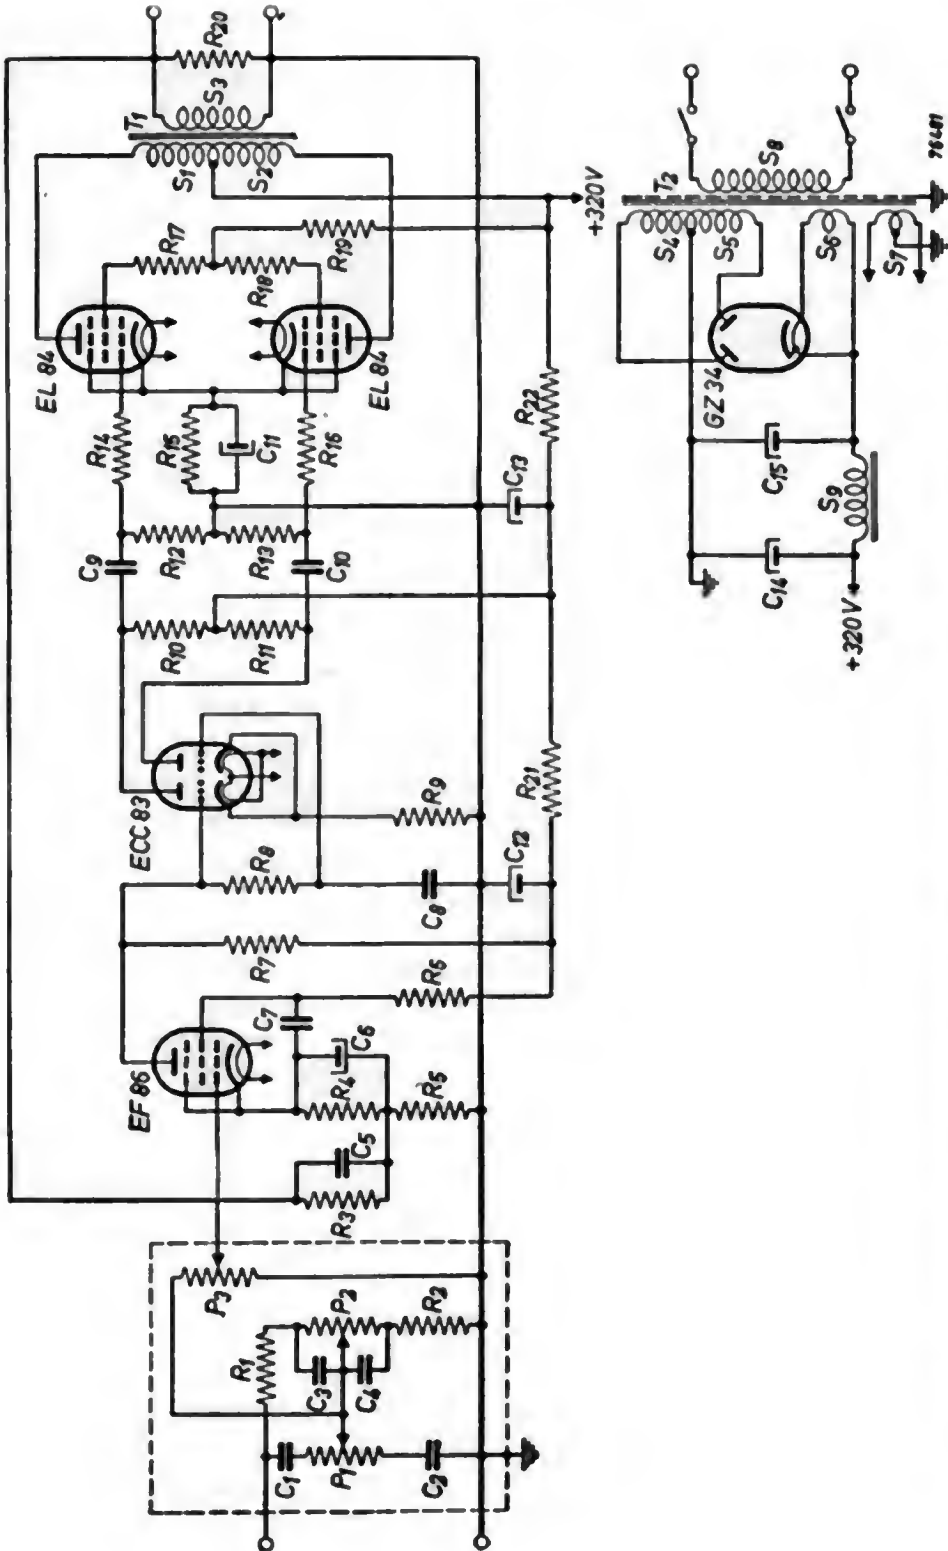 R20
S3
T1
S1
S2
R17
R18
R19
EL 84
EL 84
R14
R15
C11
R16
C9
R12
R13
C10
R10
R11
ECC 83
R8
R9
C8
C12
R21
C13
R22
+320V
R7
EF 86
C7
C6
R6
R4
R5
C5
R3
P3
R1
P2
C3
C4
R2
C1
P1
C2
T2
S4
S5
S8
S6
S7
GZ 34
C15
S9
C14
+320V
76481